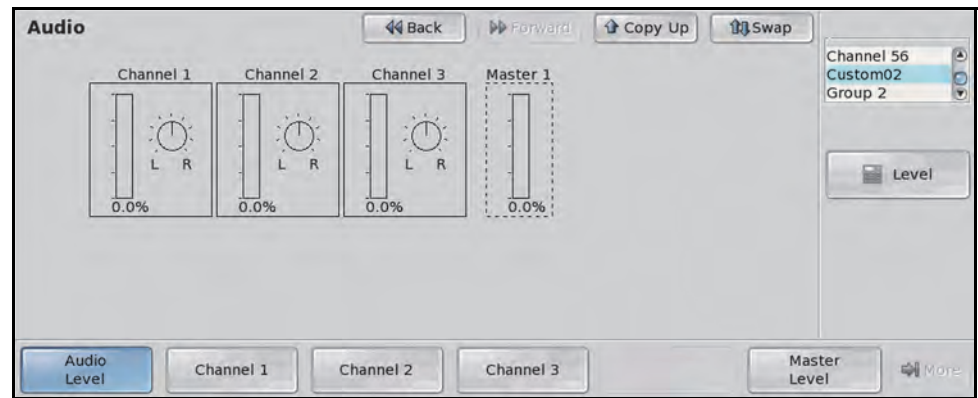 Audio
Back
Forward
Copy Up
Swap
Channel 1
Channel 2
Channel 3
Master 1
L R
L R
L R
0.0%
0.0%
0.0%
0.0%
Channel 56
Custom02
Group 2
Level
Audio
Level
Channel 1
Channel 2
Channel 3
Master
Level
More